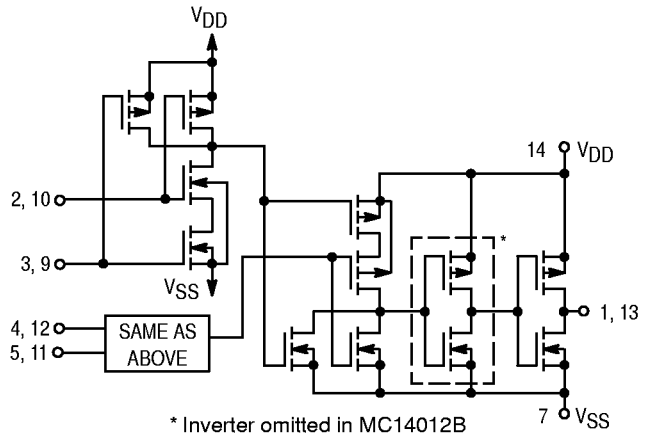 VDD
2, 10
3, 9
VSS
4, 12
5, 11
SAME AS
ABOVE
14
VDD
*
1, 13
7
VSS
* Inverter omitted in MC14012B